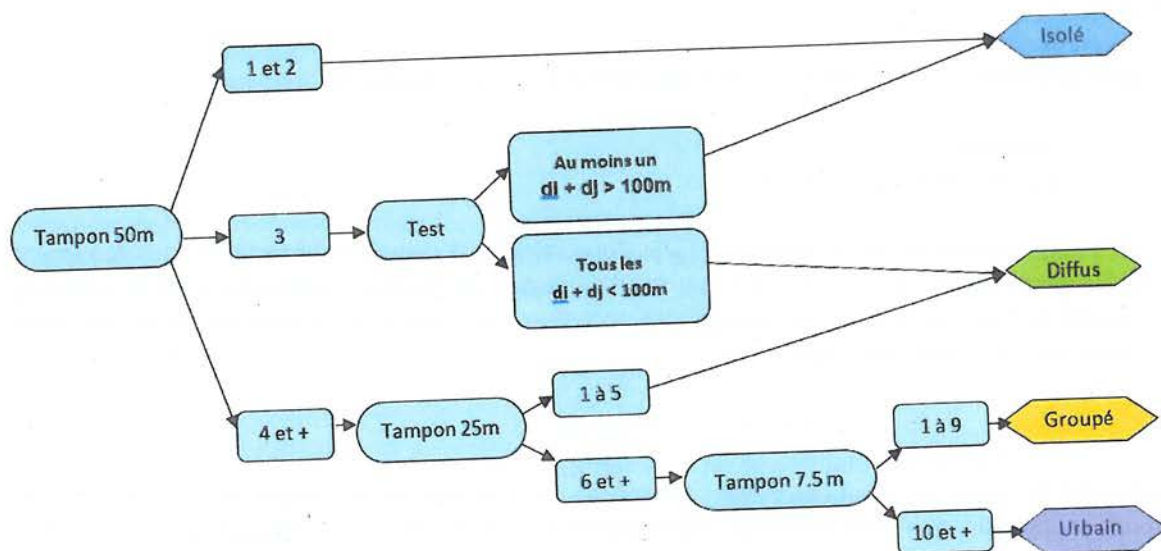 Isolé
1 et 2
Au moins un
di + dj > 100m
Tampon 50m
3
Test
Tous les
di + dj < 100m
Diffus
1 à 5
4 et +
Tampon 25m
1 à 9
Groupé
6 et +
Tampon 7.5 m
10 et +
Urbain